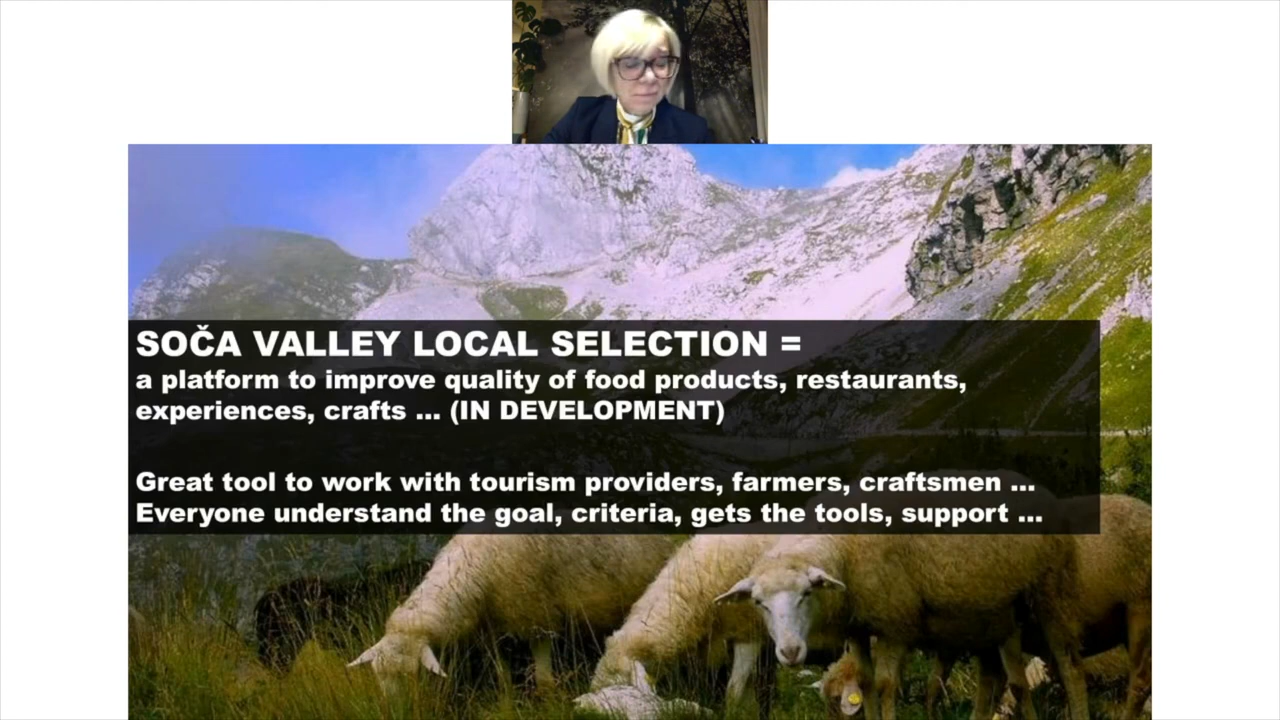 SOČA VALLEY LOCAL SELECTION =
a platform to improve quality of food products, restaurants,
experiences, crafts ... (IN DEVELOPMENT)
Great tool to work with tourism providers, farmers, craftsmen ...
Everyone understand the goal, criteria, gets the tools, support ...